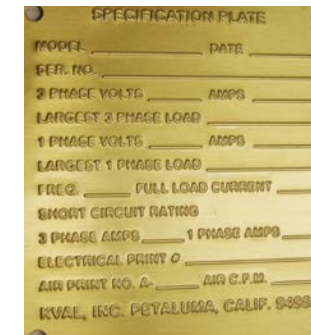 SPECIFICATION PLATE
MODEL DATE
SER. NO.
3 PHASE VOLTS AMPS
LARGEST 3 PHASE LOAD
1 PHASE VOLTS AMPS
LARGEST 1 PHASE LOAD
FREQ. FULL LOAD CURRENT
SHORT CIRCUIT RATING
3 PHASE AMPS 1 PHASE AMPS
ELECTRICAL PRINT #
AIR PRINT NO. A- AIR C.F.M.
KVAL, INC. PETALUMA, CALIF.